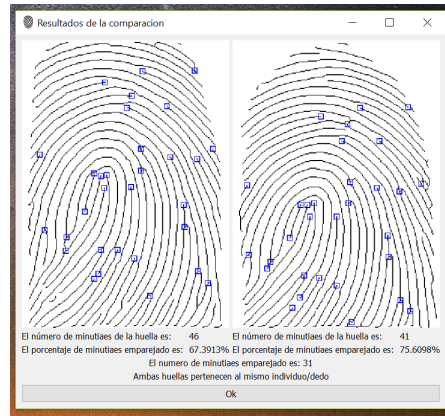 Resultados de la comparacion
El número de minutiaes de la huella es: 46
El número de minutiaes de la huella es: 41
El porcentaje de minutiaes emparejado es: 67.3913%
El porcentaje de minutiaes emparejado es: 75.6098%
El numero de minutiaes emparejado es: 31
Ambas huellas pertenecen al mismo individuo/dedo
Ok